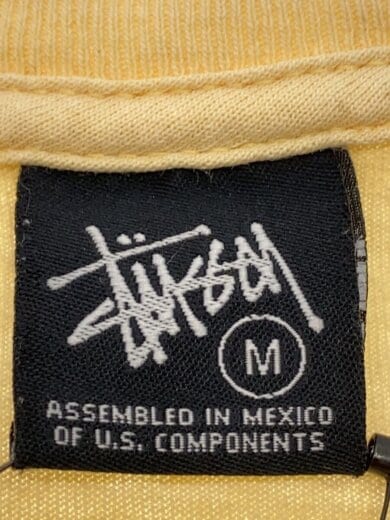 Stüssy
M
ASSEMBLED IN MEXICO
OF U.S. COMPONENTS